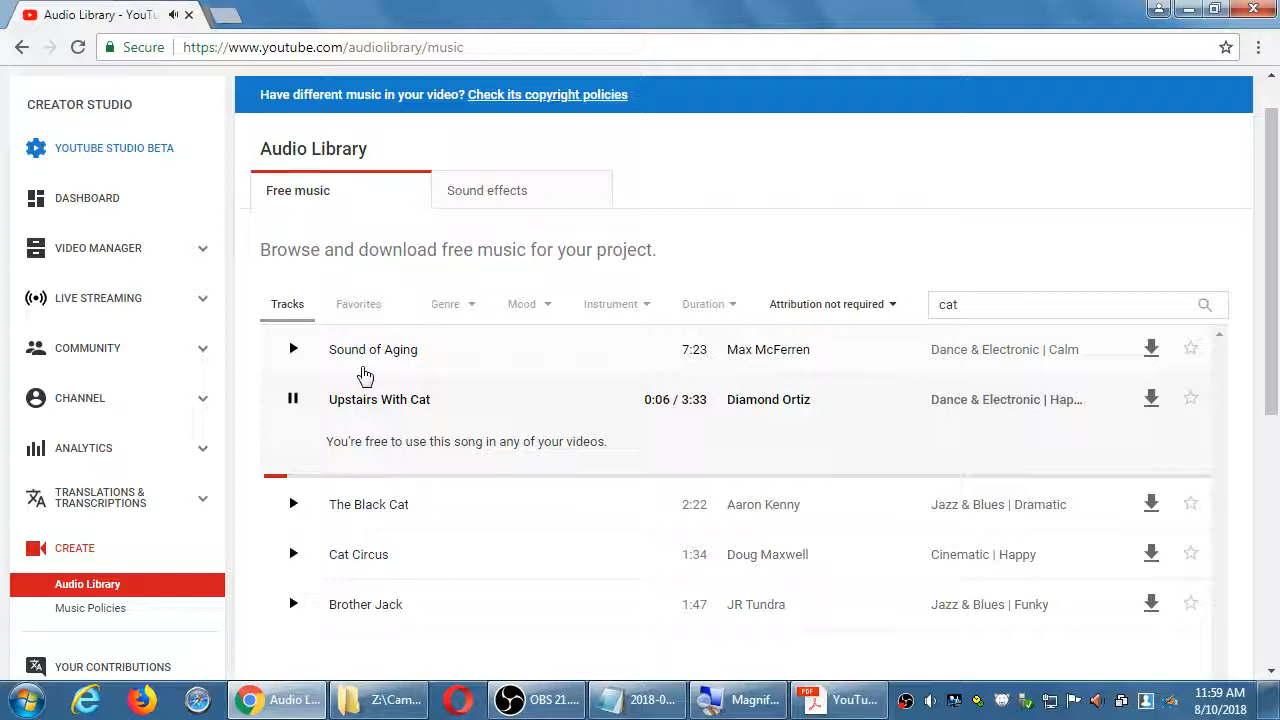 Audio Library - YouTu
Secure
https://www.youtube.com/audiolibrary/music
CREATOR STUDIO
YOUTUBE STUDIO BETA
DASHBOARD
VIDEO MANAGER
LIVE STREAMING
COMMUNITY
CHANNEL
ANALYTICS
TRANSLATIONS &
TRANSCRIPTIONS
CREATE
Audio Library
Music Policies
YOUR CONTRIBUTIONS
Have different music in your video? Check its copyright policies
Audio Library
Free music Sound effects
Browse and download free music for your project.
Tracks Favorites Genre Mood Instrument Duration Attribution not required cat
Sound of Aging 7:23 Max McFerren Dance & Electronic | Calm
Upstairs With Cat 0:06 / 3:33 Diamond Ortiz Dance & Electronic | Hap...
You're free to use this song in any of your videos.
The Black Cat 2:22 Aaron Kenny Jazz & Blues | Dramatic
Cat Circus 1:34 Doug Maxwell Cinematic | Happy
Brother Jack 1:47 JR Tundra Jazz & Blues | Funky
Audio L... Z:\Cam... OBS 21.... 2018-0... Magnif... PDF YouTu...
11:59 AM
8/10/2018